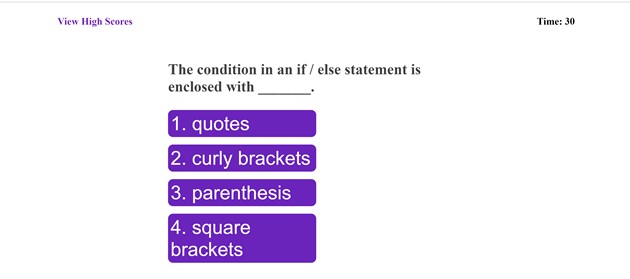 View High Scores
Time: 30
The condition in an if / else statement is
enclosed with _______.
1. quotes
2. curly brackets
3. parenthesis
4. square
brackets